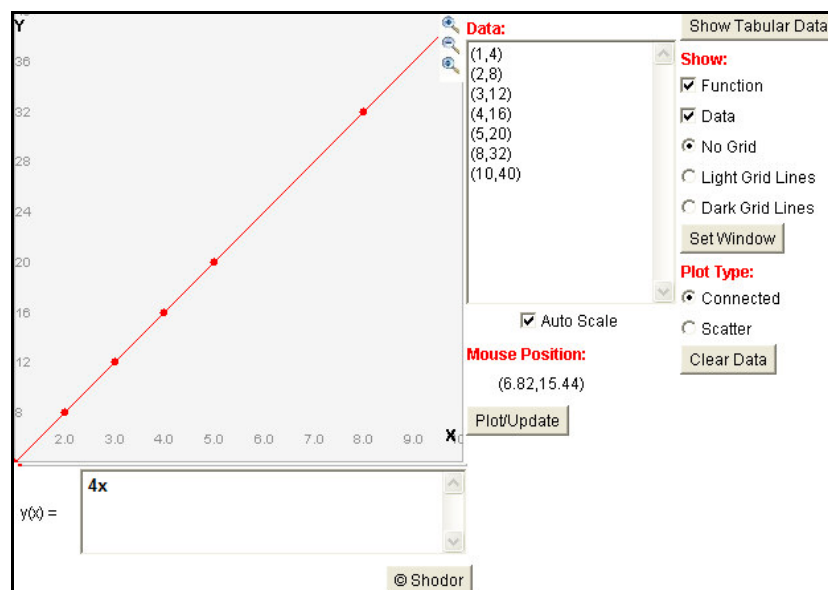 Y
36
32
28
24
20
16
12
8
2.0 3.0 4.0 5.0 6.0 7.0 8.0 9.0
X
Data:
(1,4)
(2,8)
(3,12)
(4,16)
(5,20)
(8,32)
(10,40)
Auto Scale
Mouse Position:
(6.82,15.44)
Plot/Update
Show Tabular Data
Show:
Function
Data
No Grid
Light Grid Lines
Dark Grid Lines
Set Window
Plot Type:
Connected
Scatter
Clear Data
y(x) =
4x
© Shodor